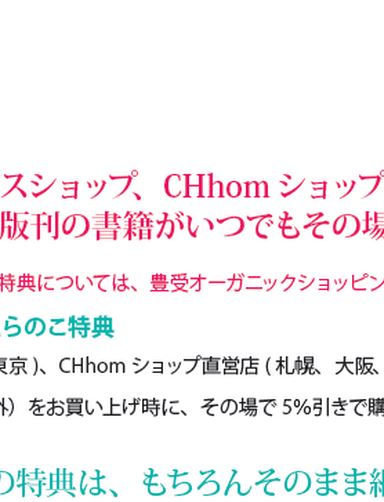 スショップ、CHhom ショップ
版刊の書籍がいつでもその場
特典については、豊受オーガニックショッピン
えらのこ特典
東京 )、CHhom ショップ直営店 ( 札幌、大阪、
外）をお買い上げ時に、その場で 5%引きで購
の特典は、もちろんそのまま継